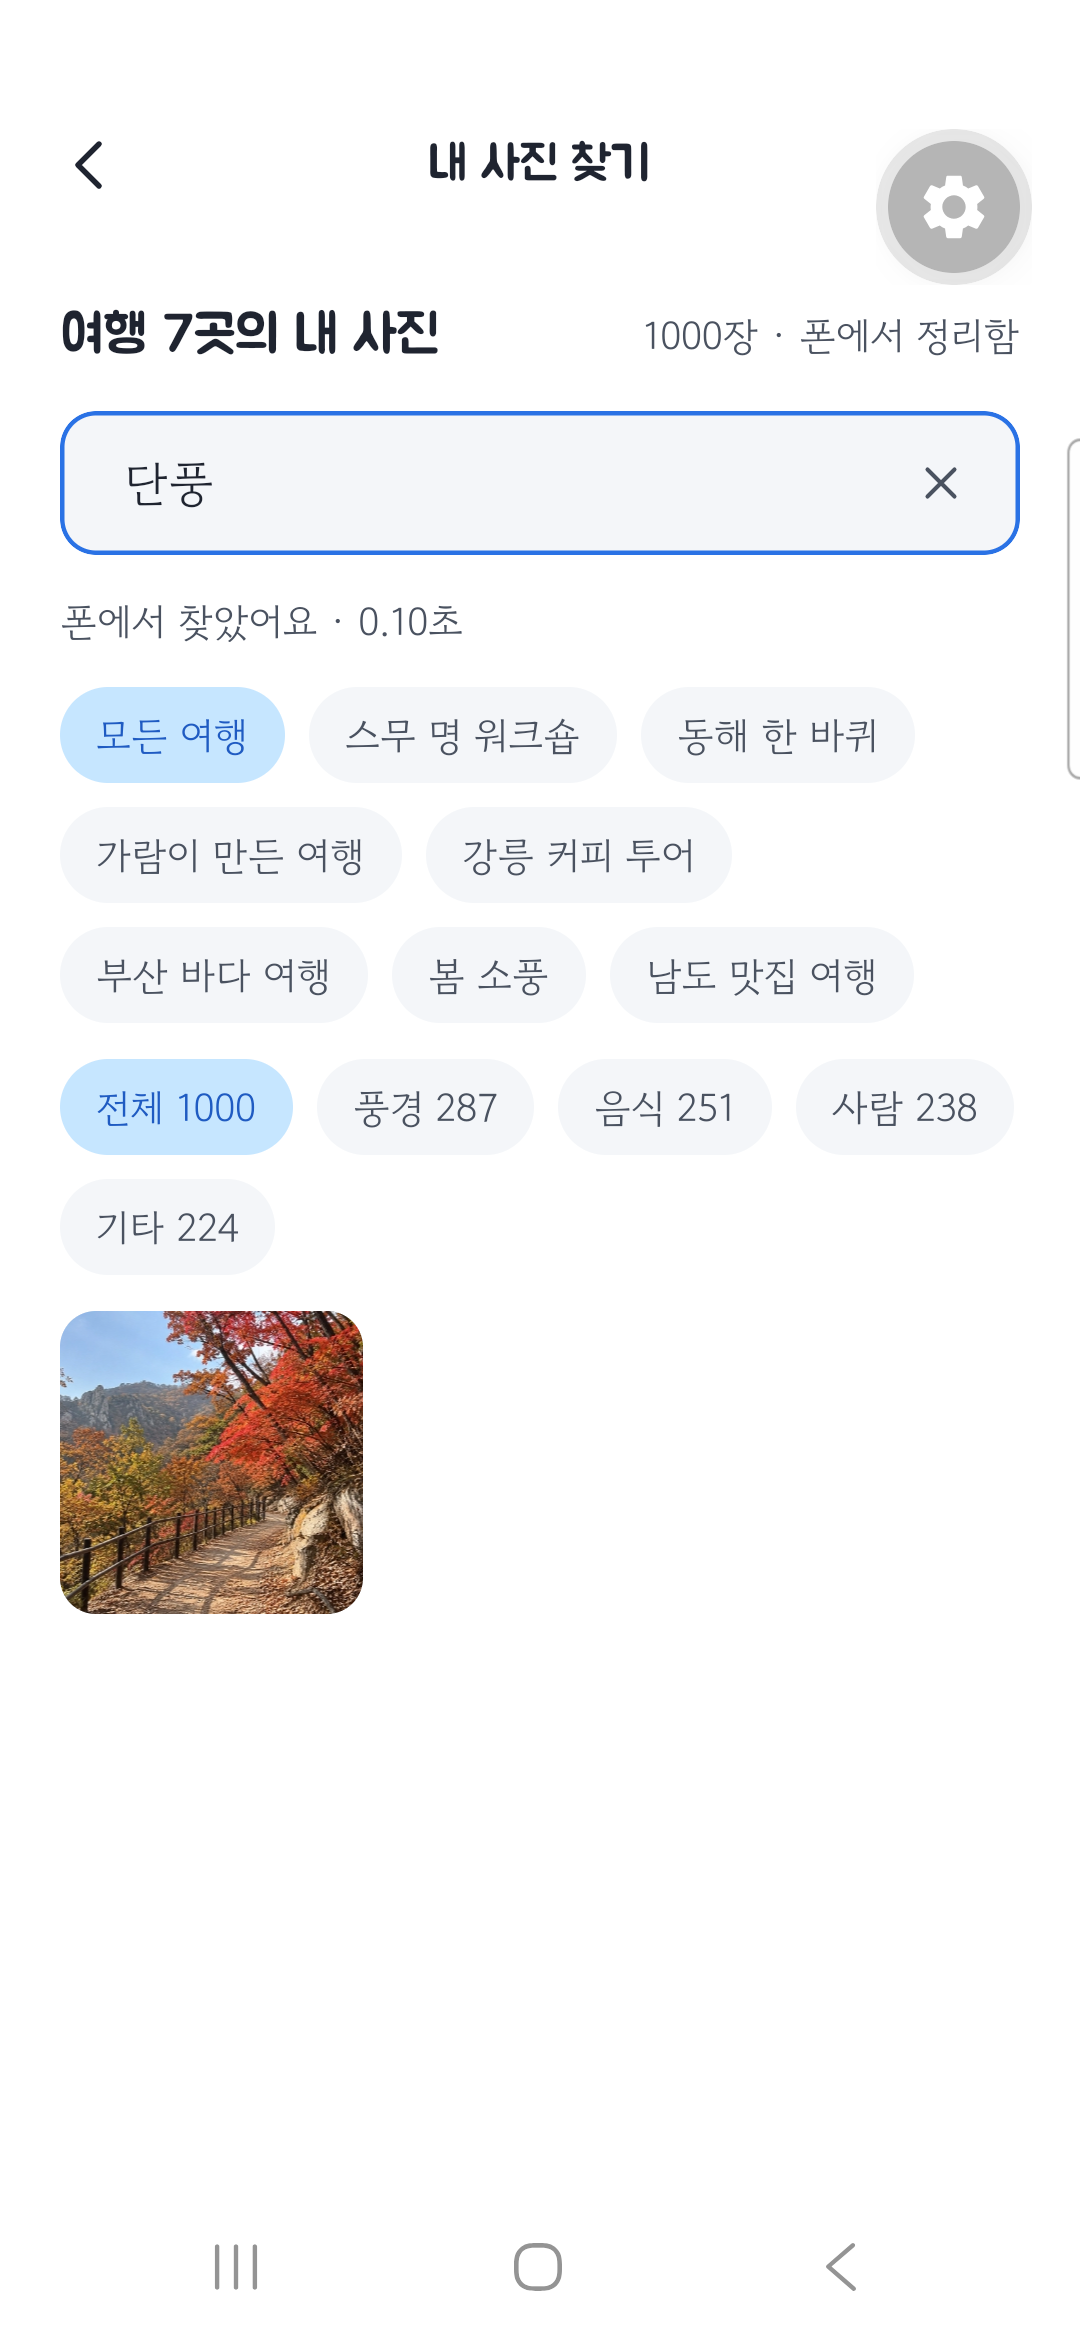 내 사진 찾기
여행 7곳의 내 사진
1000장 · 폰에서 정리함
단풍
폰에서 찾았어요 · 0.10초
모든 여행
스무 명 워크숍
동해 한 바퀴
가람이 만든 여행
강릉 커피 투어
부산 바다 여행
봄 소풍
남도 맛집 여행
전체 1000
풍경 287
음식 251
사람 238
기타 224